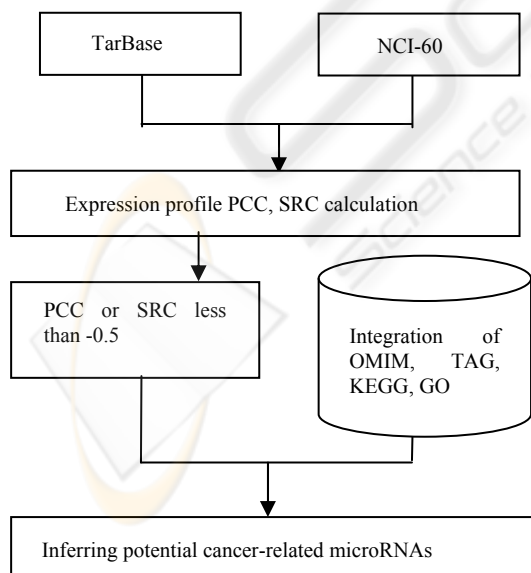 TarBase
NCI-60
Expression profile PCC, SRC calculation
PCC or SRC less
than -0.5
Integration of
OMIM, TAG,
KEGG, GO
Inferring potential cancer-related microRNAs
Science